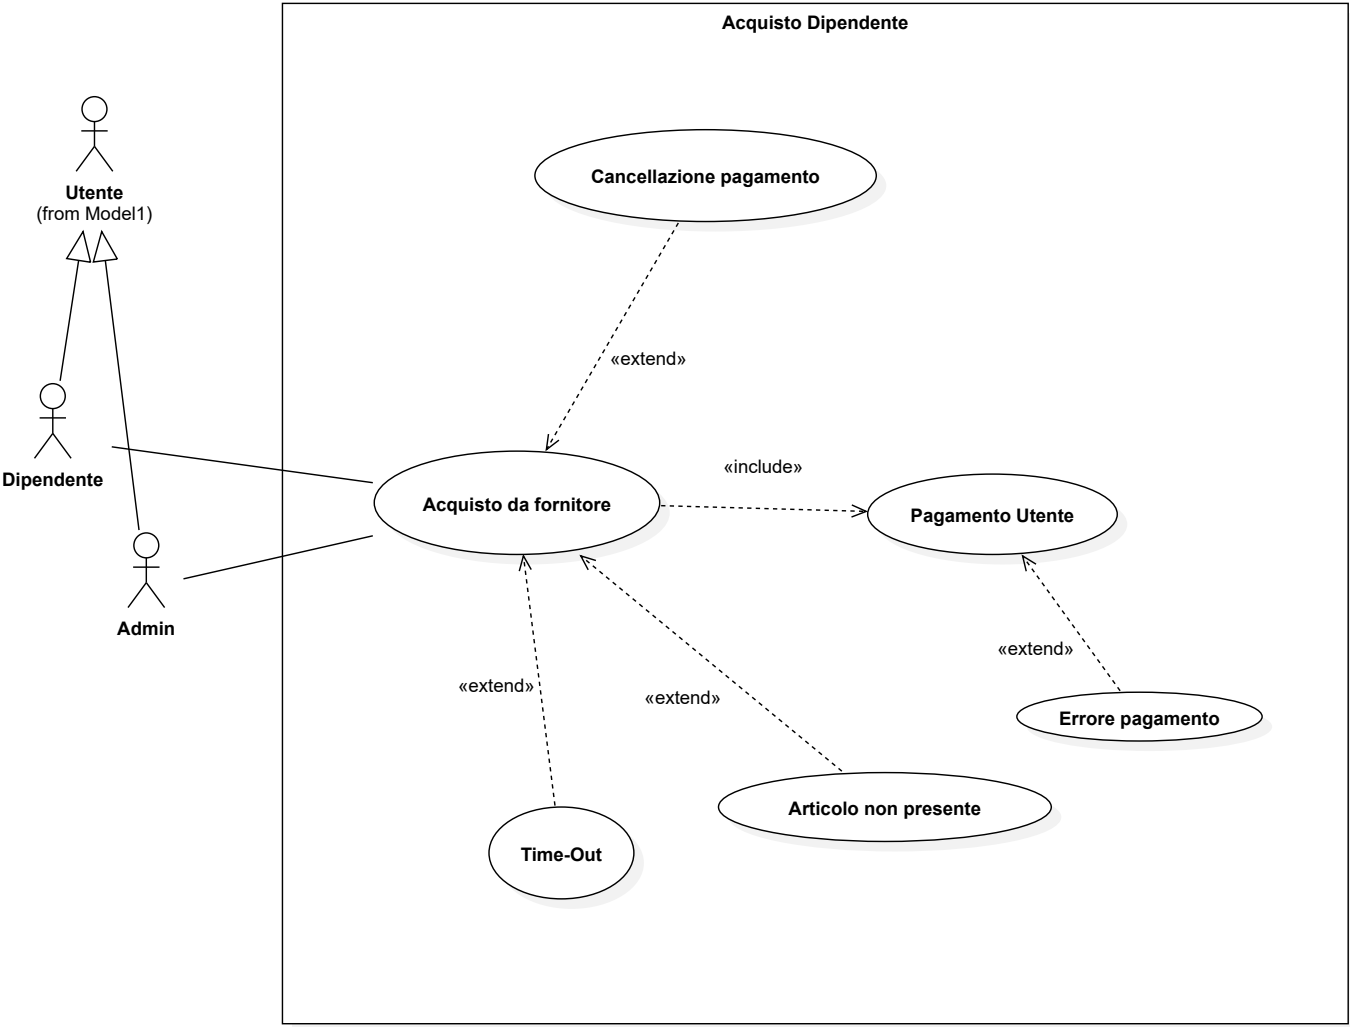 Acquisto Dipendente
Utente
(from Model1)
Cancellazione pagamento
«extend»
Dipendente
«include»
Acquisto da fornitore
Pagamento Utente
Admin
«extend»
«extend»
«extend»
Errore pagamento
Articolo non presente
Time-Out